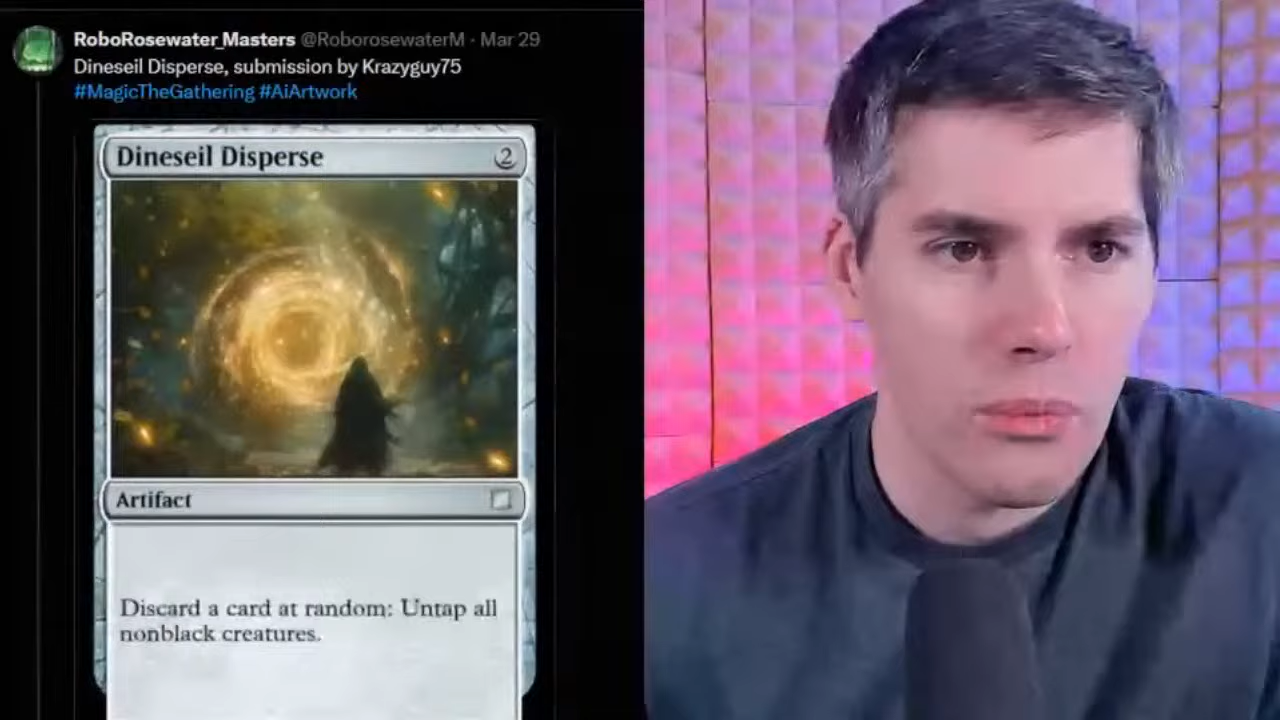 RoboRosewater_Masters @RoborosewaterM · Mar 29
Dineseil Disperse, submission by Krazyguy75
#MagicTheGathering #AiArtwork
Dineseil Disperse 2
Artifact
Discard a card at random: Untap all
nonblack creatures.